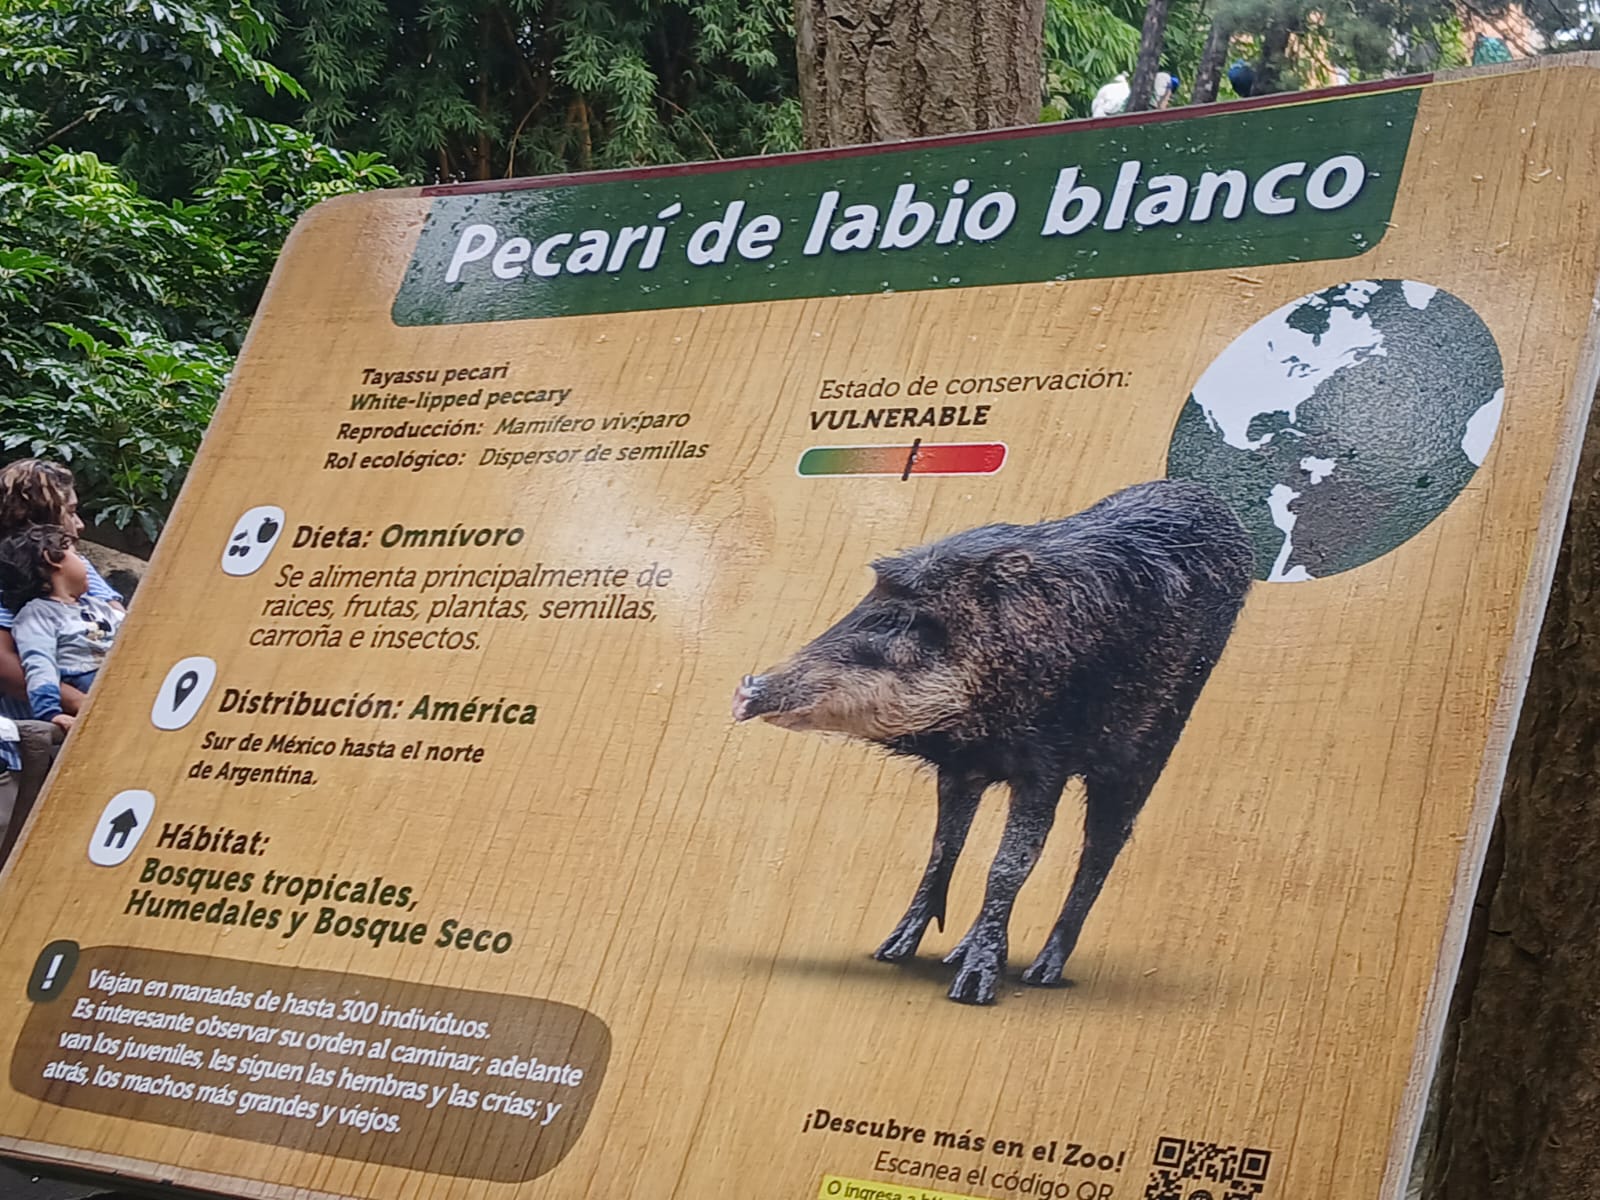 Pecarí de labio blanco
Tayassu pecari
White-lipped peccary
Reproducción: Mamífero vivíparo
Rol ecológico: Dispersor de semillas
Estado de conservación:
VULNERABLE
Dieta: Omnívoro
Se alimenta principalmente de
raices, frutas, plantas, semillas,
carroña e insectos.
Distribución: América
Sur de México hasta el norte
de Argentina.
Hábitat:
Bosques tropicales,
Humedales y Bosque Seco
! Viajan en manadas de hasta 300 individuos.
Es interesante observar su orden al caminar; adelante
van los juveniles, les siguen las hembras y las crías; y
atrás, los machos más grandes y viejos.
¡Descubre más en el Zoo!
Escanea el código QR
O ingresa a